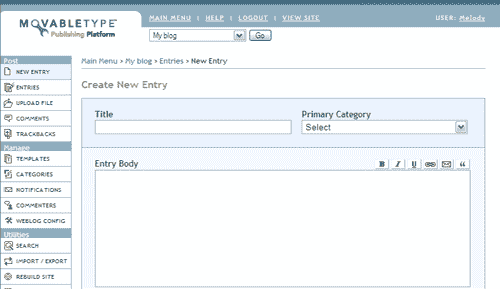 MOVABLETYPE™
Publishing Platform
MAIN MENU | HELP | LOGOUT | VIEW SITE
USER: Melody
My blog Go
Main Menu > My blog > Entries > New Entry
Create New Entry
Post
NEW ENTRY
ENTRIES
UPLOAD FILE
COMMENTS
TRACKBACKS
Manage
TEMPLATES
CATEGORIES
NOTIFICATIONS
COMMENTERS
WEBLOG CONFIG
Utilities
SEARCH
IMPORT / EXPORT
REBUILD SITE
Title
Primary Category
Select
Entry Body
B I U “